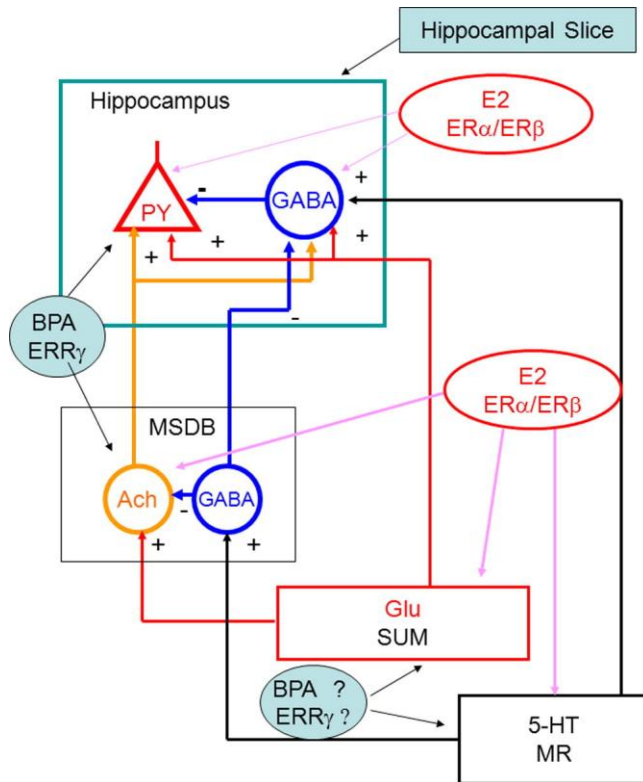 Hippocampal Slice
Hippocampus
E2
ERα/ERβ
PY
-
GABA
+
+
+
+
-
BPA
ERRγ
E2
ERα/ERβ
MSDB
Ach
-
GABA
+
+
Glu
SUM
BPA ?
ERRγ ?
5-HT
MR